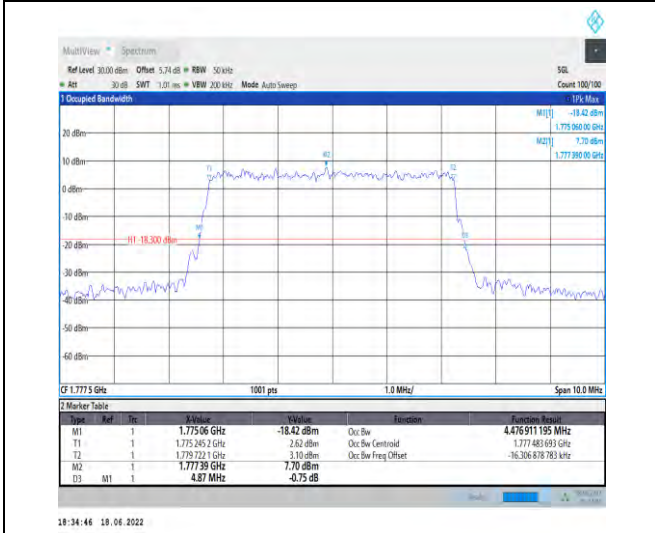 MultiView Spectrum
Ref Level 30.00 dBm Offset 5.74 dB RBW 50 kHz SGL
Att 30 dB SWT 1.01 ms VBW 200 kHz Mode Auto Sweep Count 100/100
1 Occupied Bandwidth 1Pk Max
M1[1] -18.42 dBm
1.775 060 00 GHz
M2[1] 7.70 dBm
1.777 390 00 GHz
20 dBm
10 dBm
M2
T1 T2
0 dBm
-10 dBm
M1
H1 -18.300 dBm
D3
-20 dBm
-30 dBm
-40 dBm
-50 dBm
-60 dBm
CF 1.777 5 GHz 1001 pts 1.0 MHz/ Span 10.0 MHz
2 Marker Table
Type Ref Trc X-Value Y-Value Function Function Result
M1 1 1.775 06 GHz -18.42 dBm Occ Bw 4.476 911 195 MHz
T1 1 1.775 245 2 GHz 2.62 dBm Occ Bw Centroid 1.777 483 693 GHz
T2 1 1.779 722 1 GHz 3.10 dBm Occ Bw Freq Offset -16.306 878 783 kHz
M2 1 1.777 39 GHz 7.70 dBm
D3 M1 1 4.87 MHz -0.75 dB
18:34:46 18.06.2022